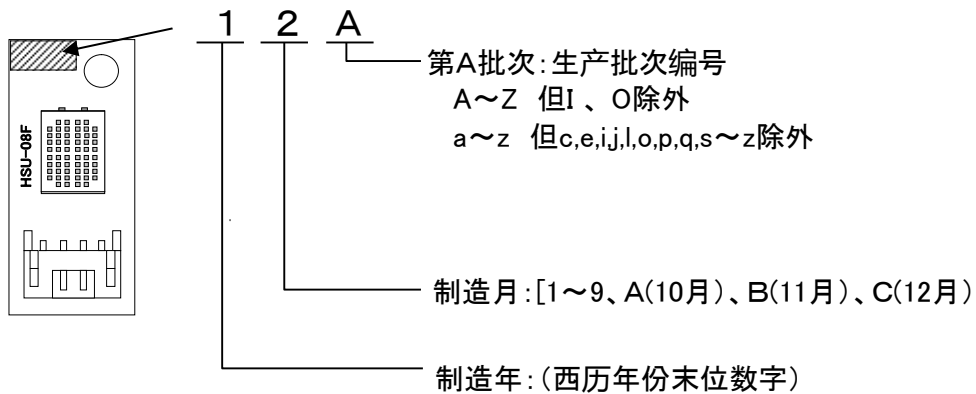 1 2 A
第A批次:生产批次编号
A～Z 但I、O除外
a～z 但c,e,i,j,l,o,p,q,s～z除外
HSU-08F
制造月:[1～9、A(10月)、B(11月)、C(12月)
制造年:(西历年份末位数字)